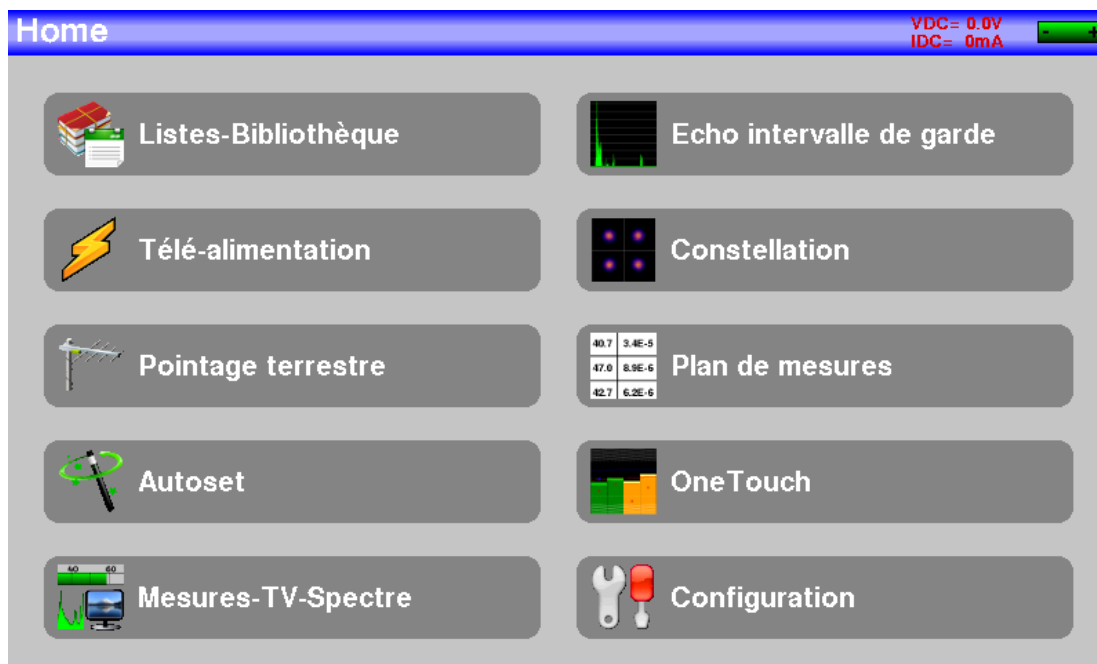 Home
VDC= 0.0V
IDC= 0mA
- +
Listes-Bibliothèque
Echo intervalle de garde
Télé-alimentation
Constellation
Pointage terrestre
40.7 3.4E-5
47.0 8.9E-6
42.7 6.2E-6
Plan de mesures
Autoset
OneTouch
40 60
Mesures-TV-Spectre
Configuration